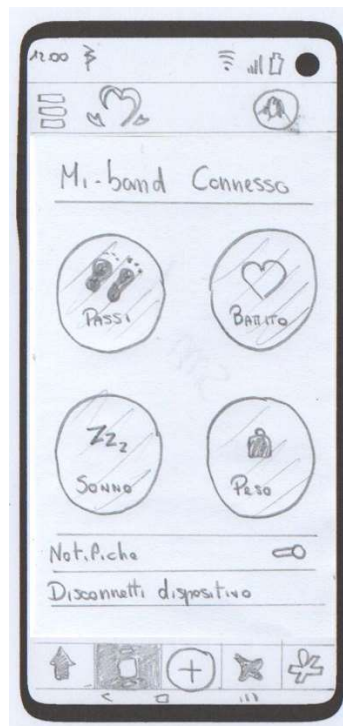 12:00
Mi-band Connesso
PASSI
BATTITO
ZZZ
SONNO
PESO
Notifiche
Disconnetti dispositivo